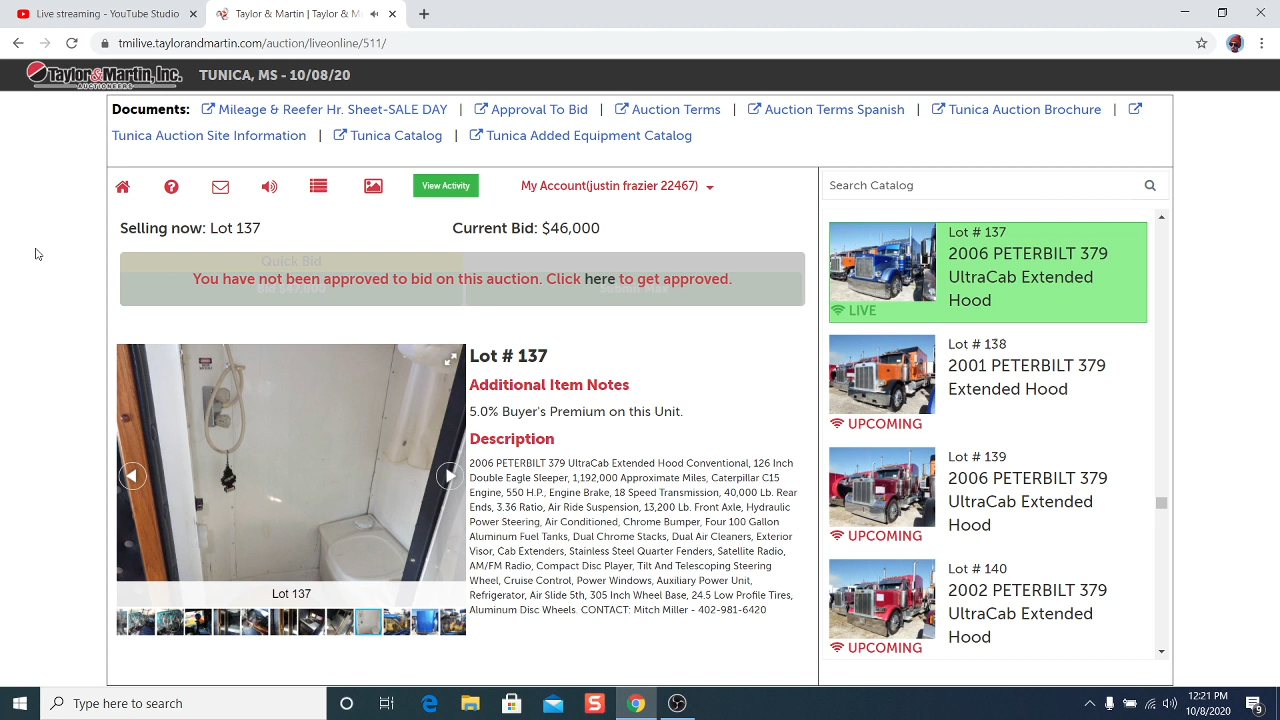 Live streaming - YouTube Studio
Taylor & Martin | Taylor & M
tmlive.taylorandmartin.com/auction/liveonline/511/
Taylor & Martin, Inc.
AUCTIONEERS
TUNICA, MS - 10/08/20
Documents: Mileage & Reefer Hr. Sheet-SALE DAY | Approval To Bid | Auction Terms | Auction Terms Spanish | Tunica Auction Brochure |
Tunica Auction Site Information | Tunica Catalog | Tunica Added Equipment Catalog
View Activity
My Account(justin frazier 22467)
Search Catalog
Selling now: Lot 137
Current Bid: $46,000
Quick Bid
You have not been approved to bid on this auction. Click here to get approved.
Lot # 137
Additional Item Notes
5.0% Buyer's Premium on this Unit.
Description
2006 PETERBILT 379 UltraCab Extended Hood Conventional, 126 Inch
Double Eagle Sleeper, 1,192,000 Approximate Miles, Caterpillar C15
Engine, 550 H.P., Engine Brake, 18 Speed Transmission, 40,000 Lb. Rear
Ends, 3.36 Ratio, Air Ride Suspension, 13,200 Lb. Front Axle, Hydraulic
Power Steering, Air Conditioned, Chrome Bumper, Four 100 Gallon
Aluminum Fuel Tanks, Dual Chrome Stacks, Dual Air Cleaners, Exterior
Visor, Cab Extenders, Stainless Steel Quarter Fenders, Satellite Radio,
AM/FM Radio, Compact Disc Player, Tilt And Telescoping Steering
Wheel, Cruise Control, Power Windows, Auxiliary Power Unit,
Refrigerator, Air Slide 5th, 305 Inch Wheel Base, 24.5 Low Profile Tires,
Aluminum Disc Wheels. CONTACT: Mitch Miller - 402-981-6420
Lot 137
Lot # 137
2006 PETERBILT 379
UltraCab Extended
Hood
LIVE
Lot # 138
2001 PETERBILT 379
Extended Hood
UPCOMING
Lot # 139
2006 PETERBILT 379
UltraCab Extended
Hood
UPCOMING
Lot # 140
2002 PETERBILT 379
UltraCab Extended
Hood
UPCOMING
Type here to search
12:21 PM
10/8/2020
9